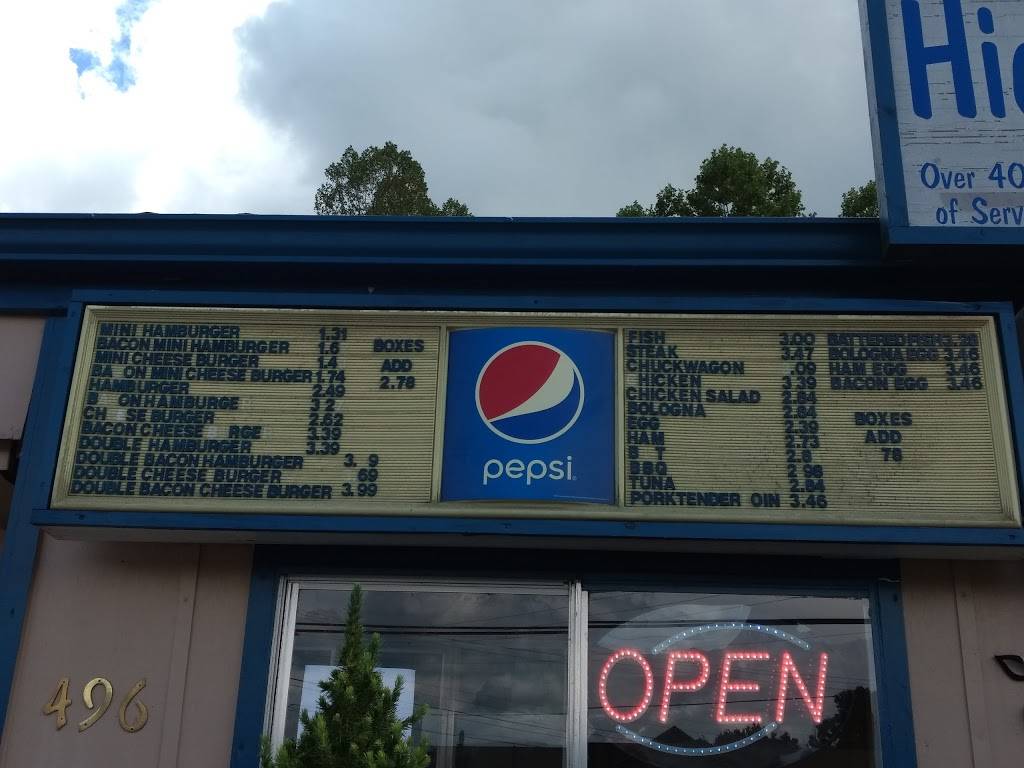 Hi
Over 40
of Serv
MINI HAMBURGER 1.31
BACON MINI HAMBURGER 1.6
MINI CHEESE BURGER 1.4
BA ON MINI CHEESE BURGER 1.74
HAMBURGER 2.49
B ON HAMBURGE 3 2
CH SE BURGER 2.62
BACON CHEESE RGE 3.39
DOUBLE HAMBURGER 3.39
DOUBLE BACON HAMBURGER 3. 9
DOUBLE CHEESE BURGER 69
DOUBLE BACON CHEESE BURGER 3.99
BOXES
ADD
2.78
pepsi
FISH 3.00
STEAK 3.47
CHUCKWAGON .09
CHICKEN 3.39
CHICKEN SALAD 2.84
BOLOGNA 2.84
EGG 2.39
HAM 2.73
B T 2.8
BBQ 2.96
TUNA 2.84
PORKTENDER OIN 3.46
BATTERED FISH 3.28
BOLOGNA EGG 3.46
HAM EGG 3.46
BACON EGG 3.46
BOXES
ADD
78
496
OPEN